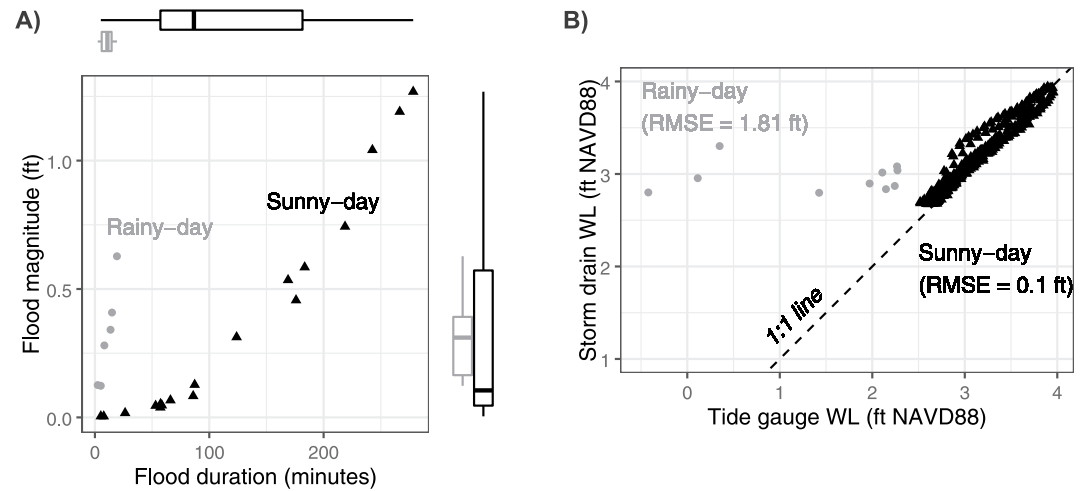 A)
Flood magnitude (ft)
1.0
0.5
0.0
Rainy−day
Sunny−day
0
100
200
Flood duration (minutes)
B)
Storm drain WL (ft NAVD88)
4
3
2
1
Rainy−day
(RMSE = 1.81 ft)
Sunny−day
(RMSE = 0.1 ft)
1:1 line
0
1
2
3
4
Tide gauge WL (ft NAVD88)